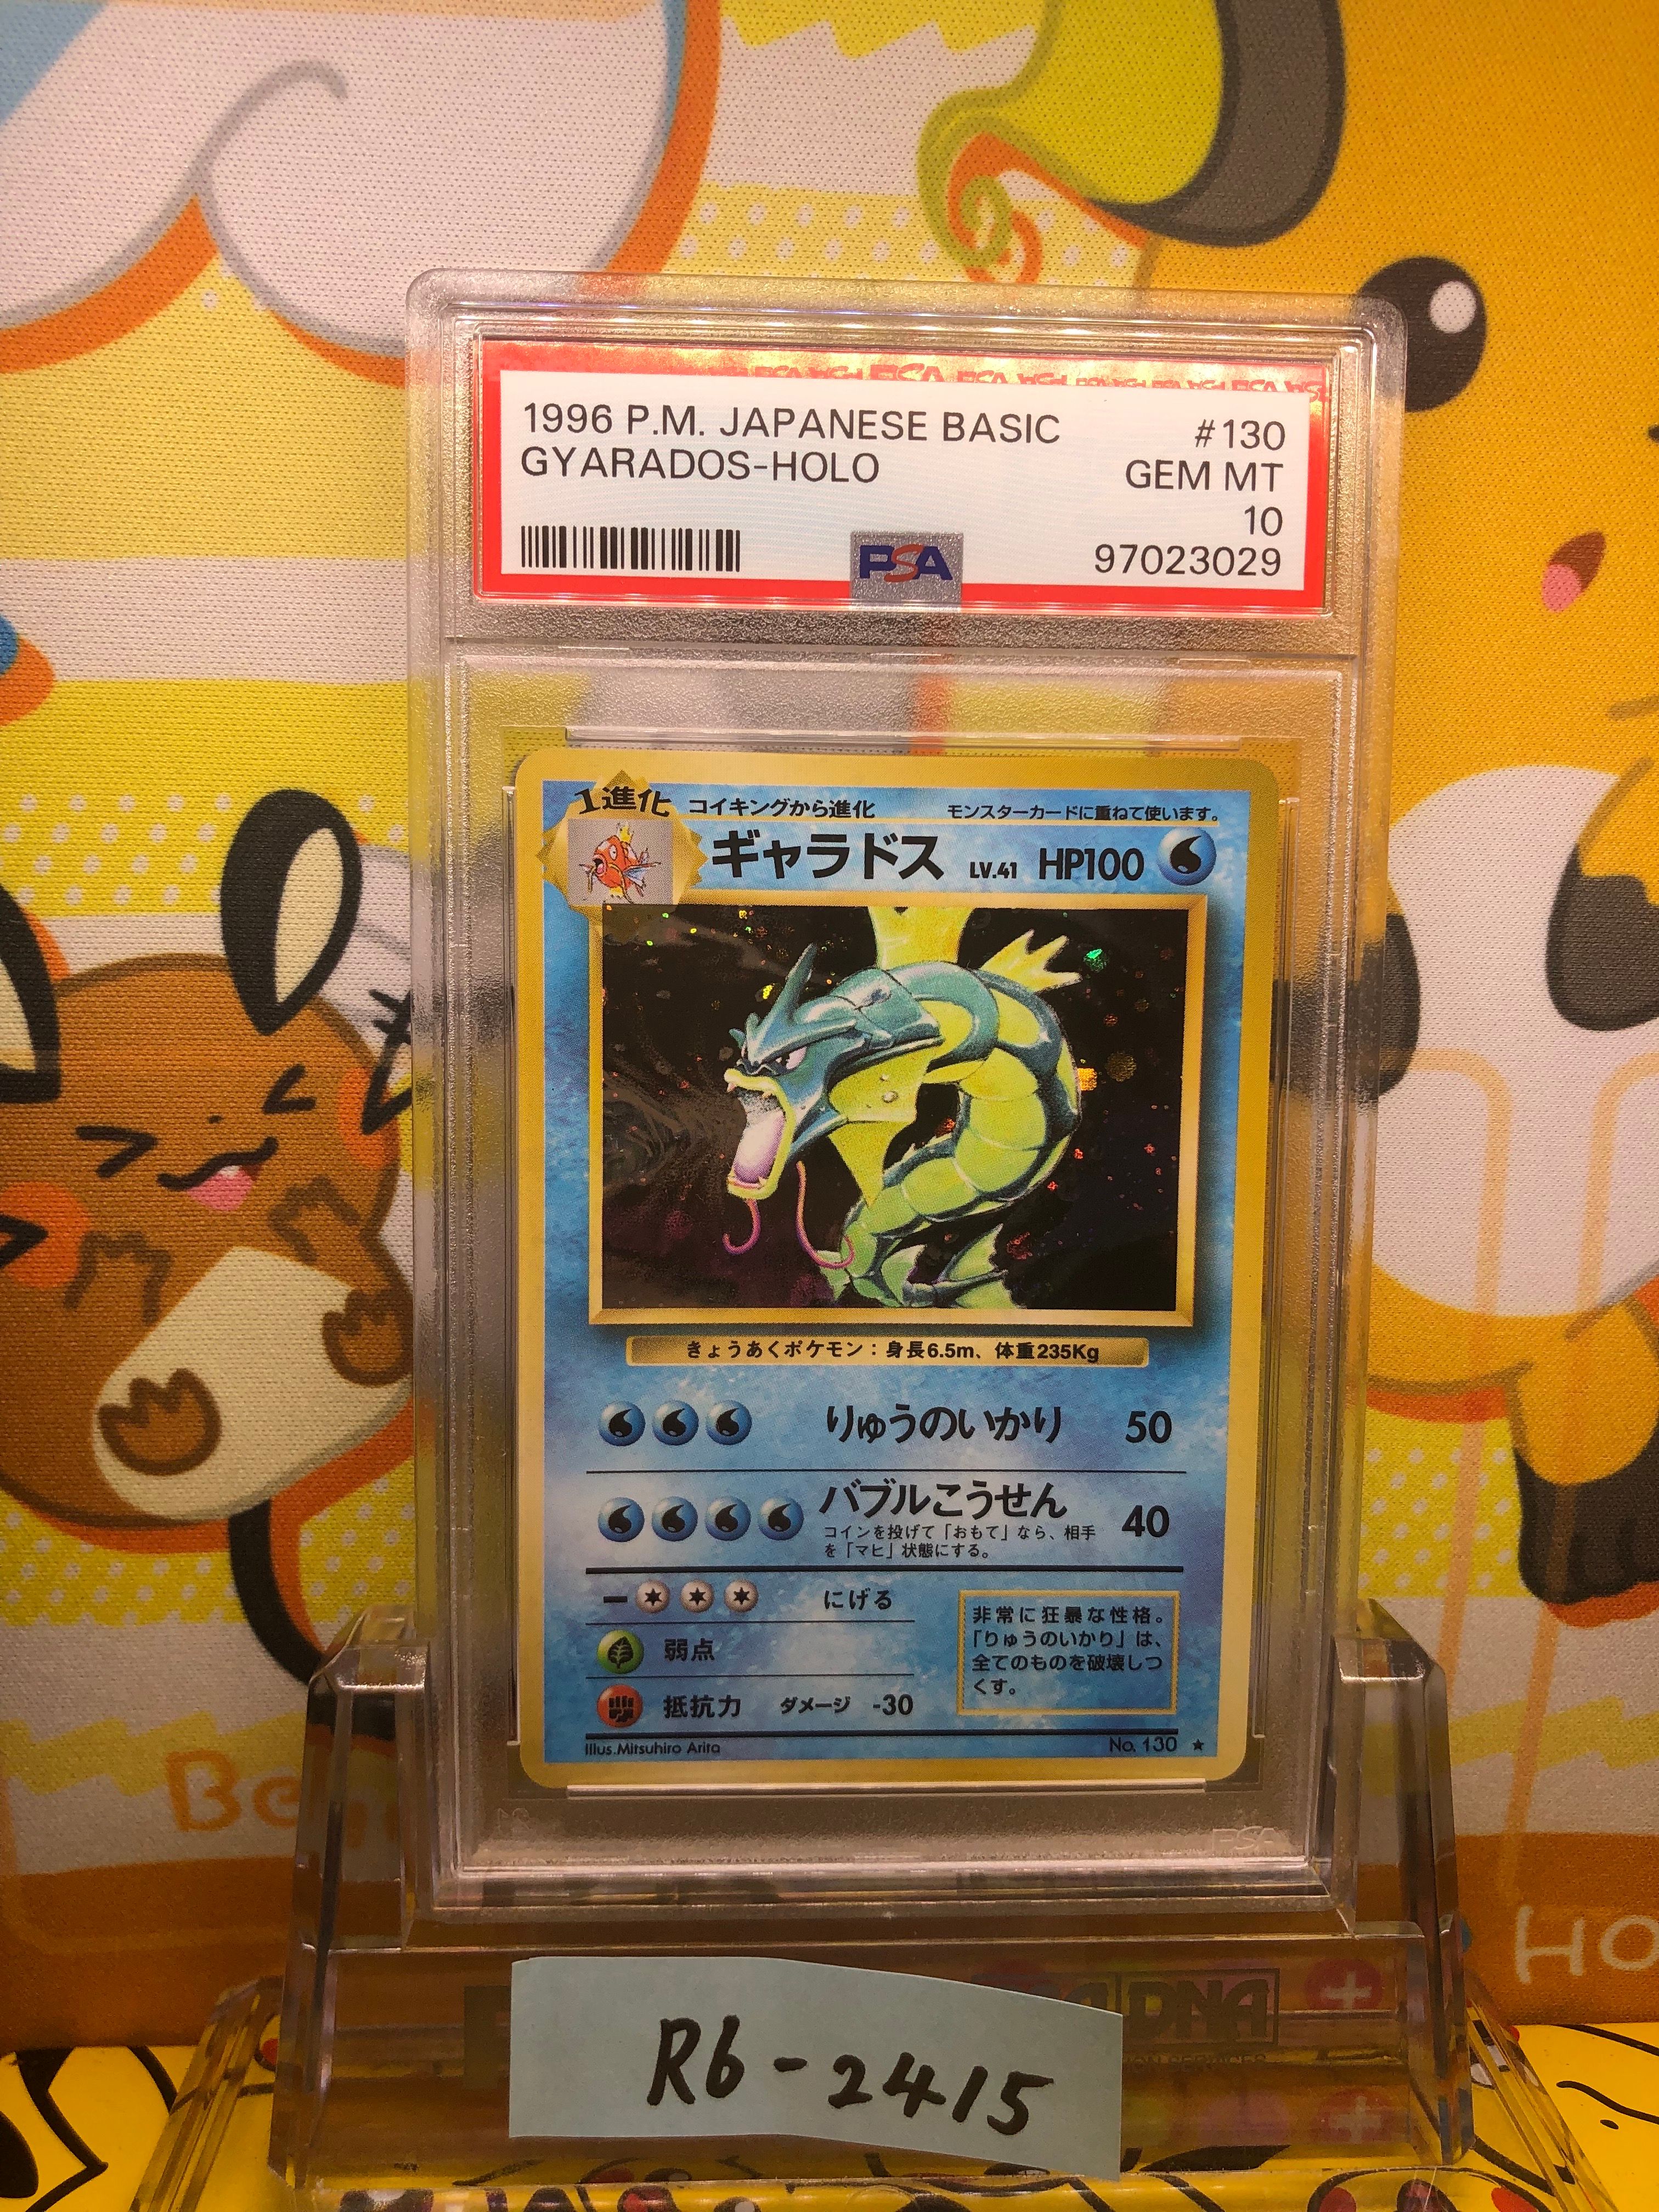 1996 P.M. JAPANESE BASIC #130
GYARADOS-HOLO GEM MT
10
PSA 97023029
1進化 コイキングから進化 モンスターカードに重ねて使います。
ギャラドス LV.41 HP100
きょうあくポケモン：身長6.5m、体重235Kg
りゅうのいかり 50
バブルこうせん 40
コインを投げて「おもて」なら、相手
を「マヒ」状態にする。
にげる
弱点
抵抗力 ダメージ -30
非常に狂暴な性格。
「りゅうのいかり」は、
全てのものを破壊しつ
くす。
Illus.Mitsuhiro Arita No. 130 ★
PSA
DNA
R6-2415